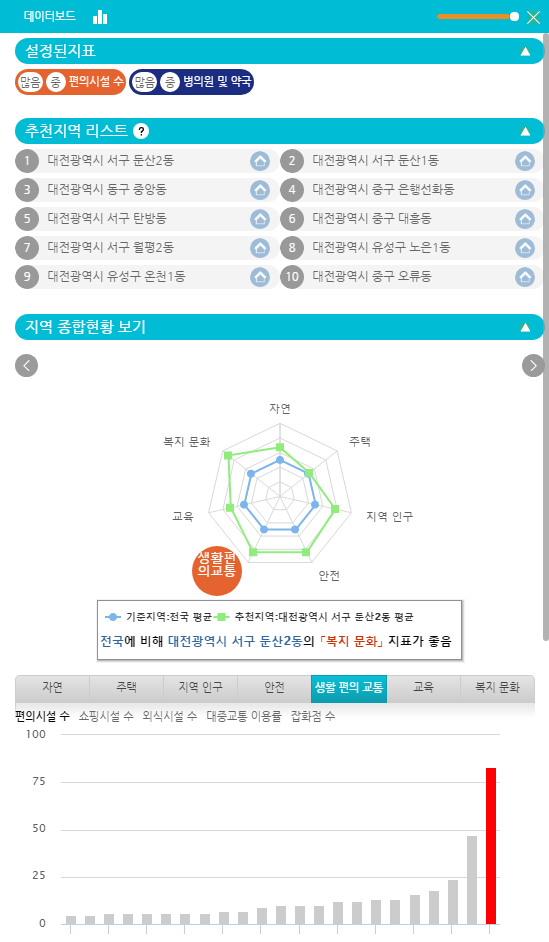 데이터보드
설정된지표
많음 중 편의시설 수 많음 중 병의원 및 약국
추천지역 리스트 ?
1 대전광역시 서구 둔산2동 2 대전광역시 서구 둔산1동
3 대전광역시 동구 중앙동 4 대전광역시 중구 은행선화동
5 대전광역시 서구 탄방동 6 대전광역시 중구 대흥동
7 대전광역시 서구 월평2동 8 대전광역시 유성구 노은1동
9 대전광역시 유성구 온천1동 10 대전광역시 중구 오류동
지역 종합현황 보기
자연
복지 문화 주택
교육 지역 인구
생활편
의교통
안전
기준지역:전국 평균 추천지역:대전광역시 서구 둔산2동 평균
전국에 비해 대전광역시 서구 둔산2동의 「복지 문화」 지표가 좋음
자연 주택 지역 인구 안전 생활 편의 교통 교육 복지 문화
편의시설 수 쇼핑시설 수 외식시설 수 대중교통 이용률 잡화점 수
100
75
50
25
0